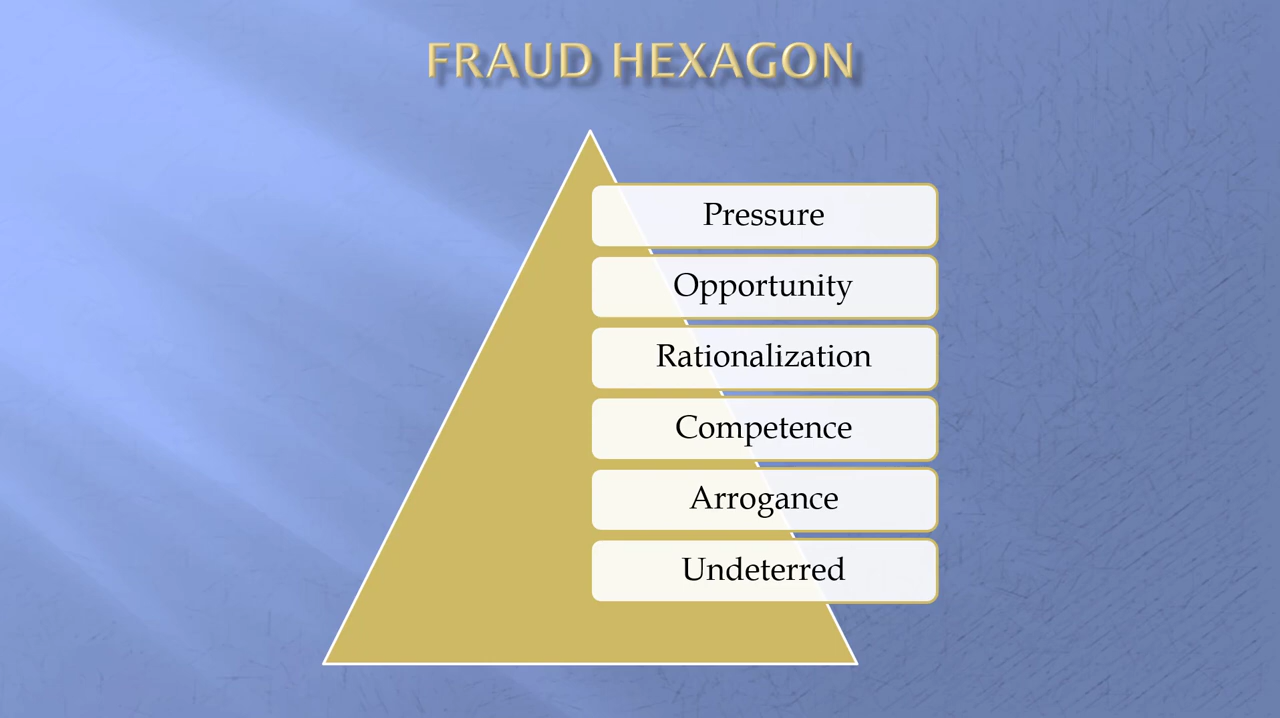 FRAUD HEXAGON
Pressure
Opportunity
Rationalization
Competence
Arrogance
Undeterred